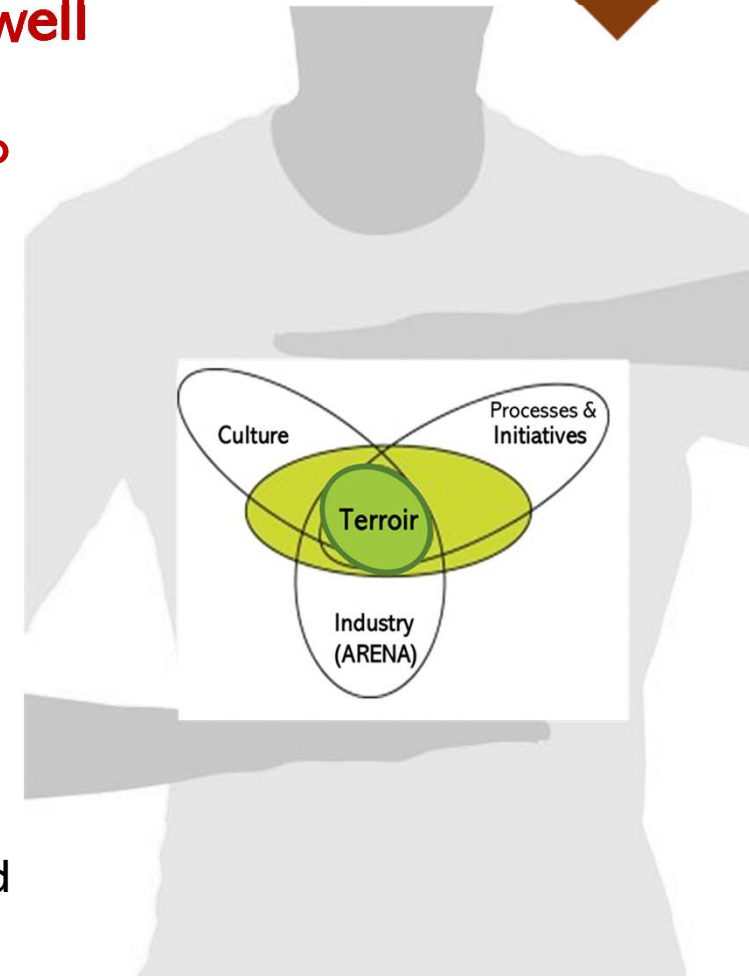 well
Culture
Processes &
Initiatives
Terroir
Industry
(ARENA)